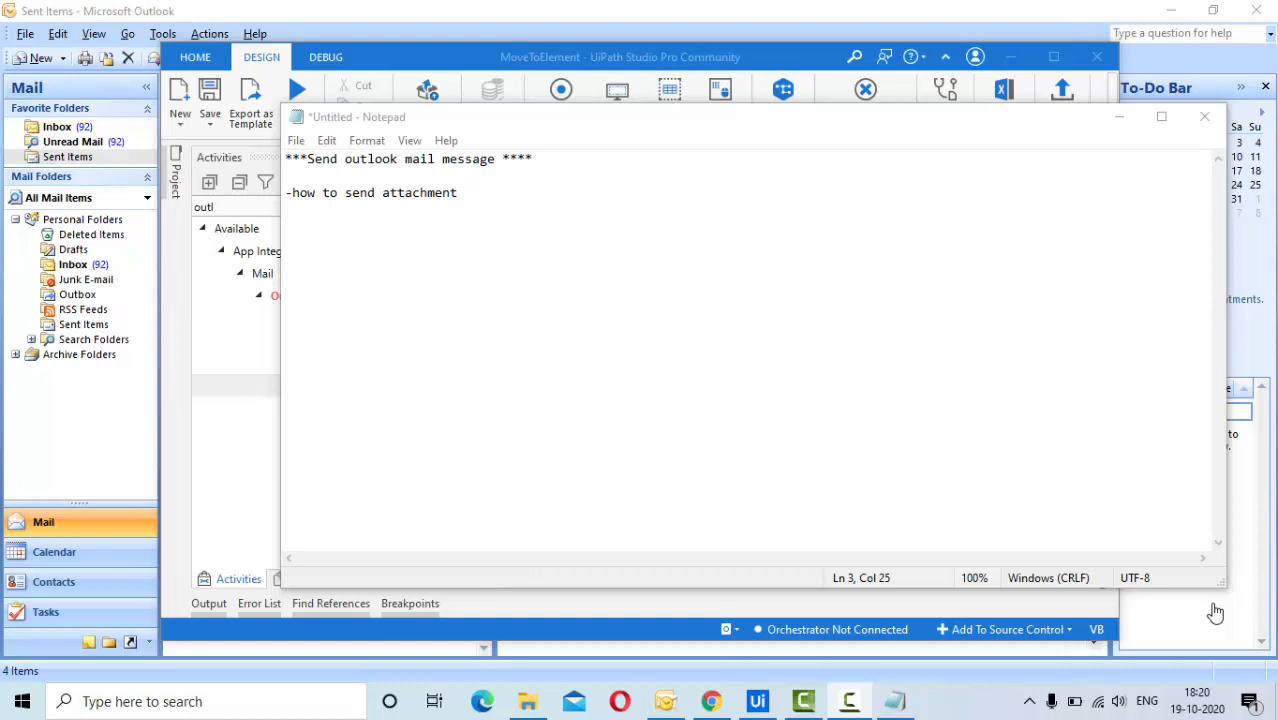 Sent Items - Microsoft Outlook
File Edit View Go Tools Actions Help
Type a question for help
New
Mail
Favorite Folders
Inbox (92)
Unread Mail (92)
Sent Items
Mail Folders
All Mail Items
Personal Folders
Deleted Items
Drafts
Inbox (92)
Junk E-mail
Outbox
RSS Feeds
Sent Items
Search Folders
Archive Folders
Mail
Calendar
Contacts
Tasks
4 Items
HOME DESIGN DEBUG
MoveToElement - UiPath Studio Pro Community
New Save Export as Template
Cut
Project
Activities
outl
Available
App Integ
Mail
Activities
Output Error List Find References Breakpoints
Orchestrator Not Connected
Add To Source Control
VB
*Untitled - Notepad
File Edit Format View Help
***Send outlook mail message ****
-how to send attachment
Ln 3, Col 25 100% Windows (CRLF) UTF-8
To-Do Bar
Sa Su
3 4
10 11
17 18
24 25
31 1
7 8
ments.
e
to
Type here to search
Ui
ENG
18:20
19-10-2020
1